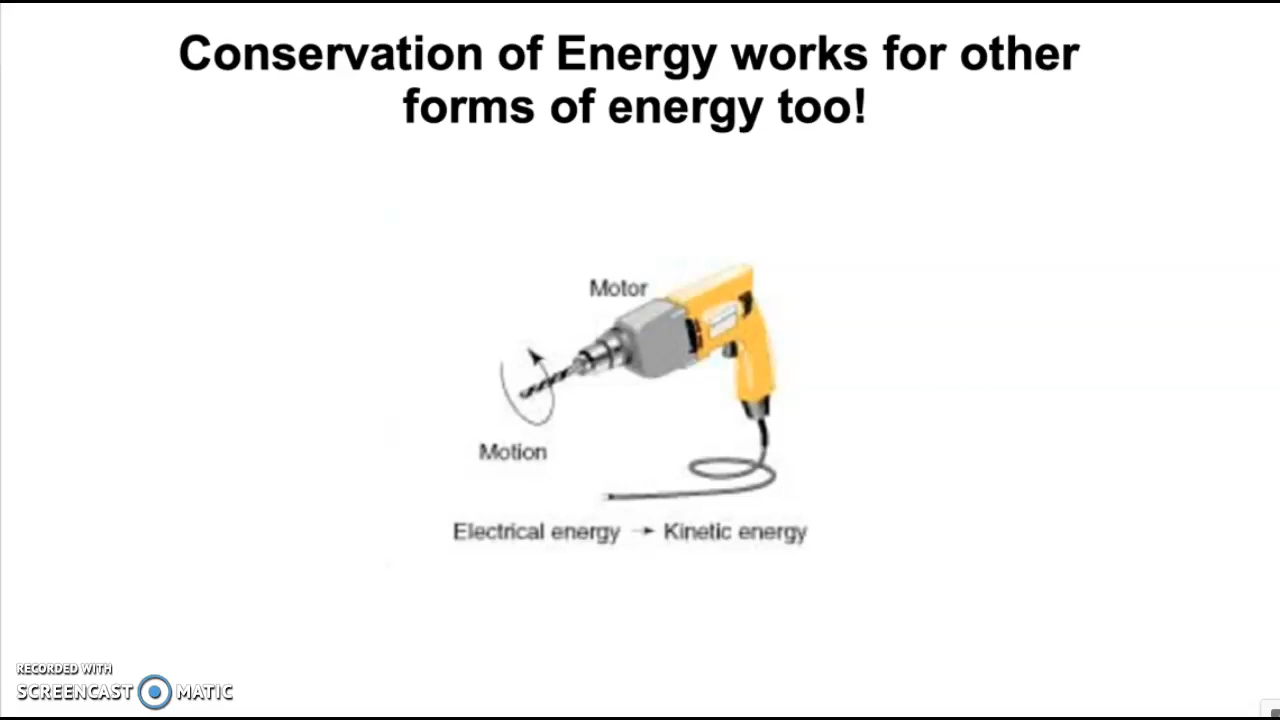 Conservation of Energy works for other
forms of energy too!
Motor
Motion
Electrical energy → Kinetic energy
RECORDED WITH
SCREENCAST MATIC